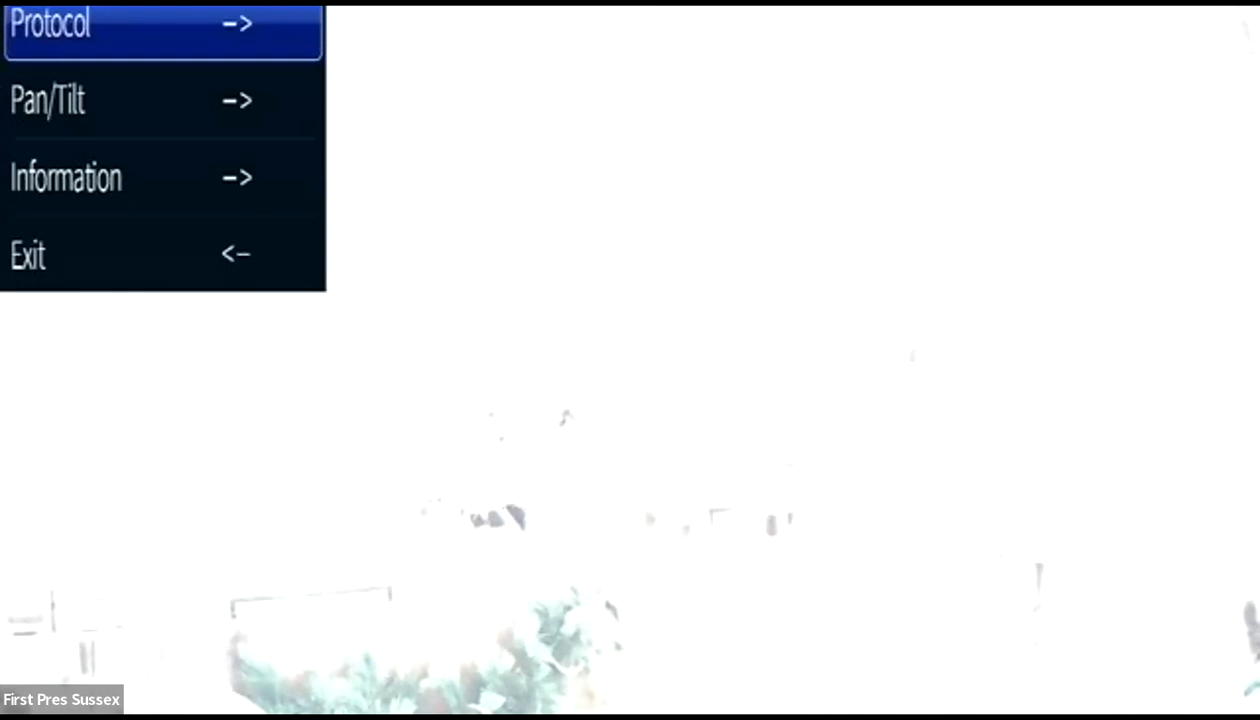 Protocol –>
Pan/Tilt –>
Information –>
Exit <–
First Pres Sussex